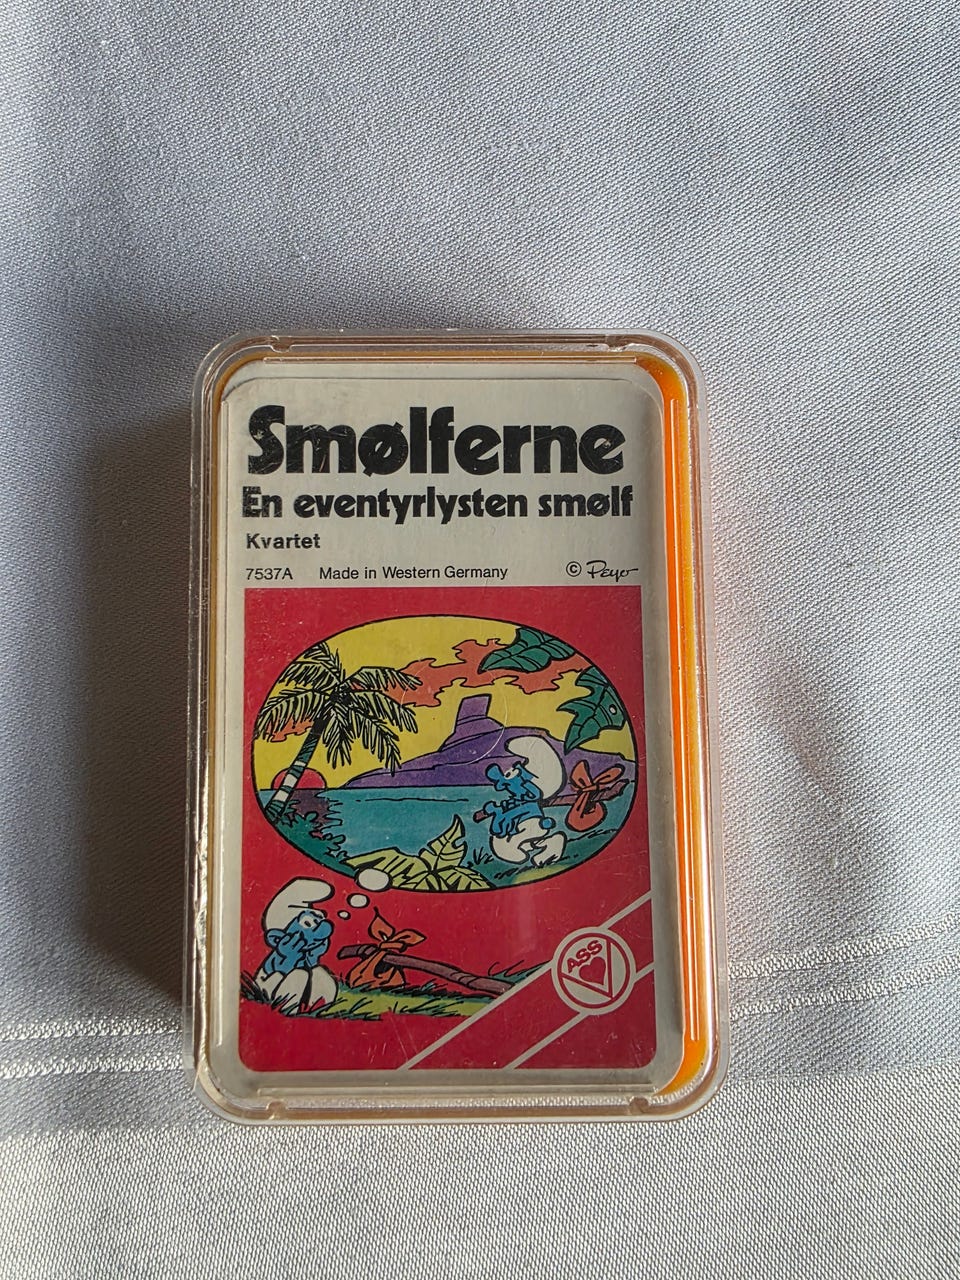 Smølferne
En eventyrlysten smølf
Kvartet
7537A Made in Western Germany © Peyo
ASS